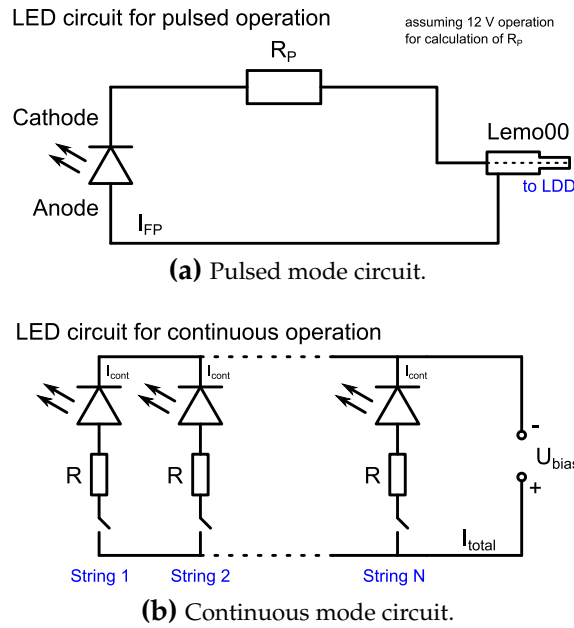 LED circuit for pulsed operation
assuming 12 V operation
for calculation of RP
RP
Cathode
Lemo00
to LDD
Anode
IFP
(a) Pulsed mode circuit.
LED circuit for continuous operation
Icont Icont Icont
-
Ubias
R R R
+
Itotal
String 1 String 2 String N
(b) Continuous mode circuit.